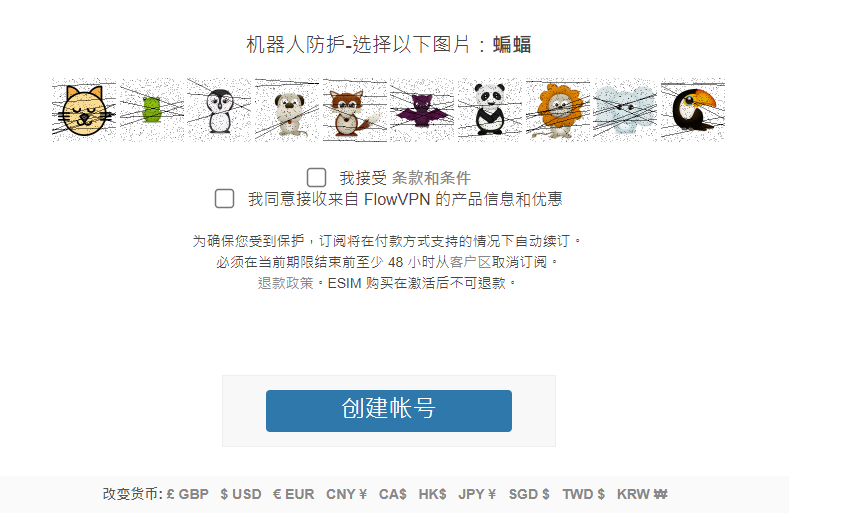 机器人防护-选择以下图片：蝙蝠
我接受 条款和条件
我同意接收来自 FlowVPN 的产品信息和优惠
为确保您受到保护，订阅将在付款方式支持的情况下自动续订。
必须在当前期限结束前至少 48 小时从客户区取消订阅。
退款政策。ESIM 购买在激活后不可退款。
创建帐号
改变货币: £ GBP $ USD € EUR CNY ¥ CA$ HK$ JPY ¥ SGD $ TWD $ KRW ₩